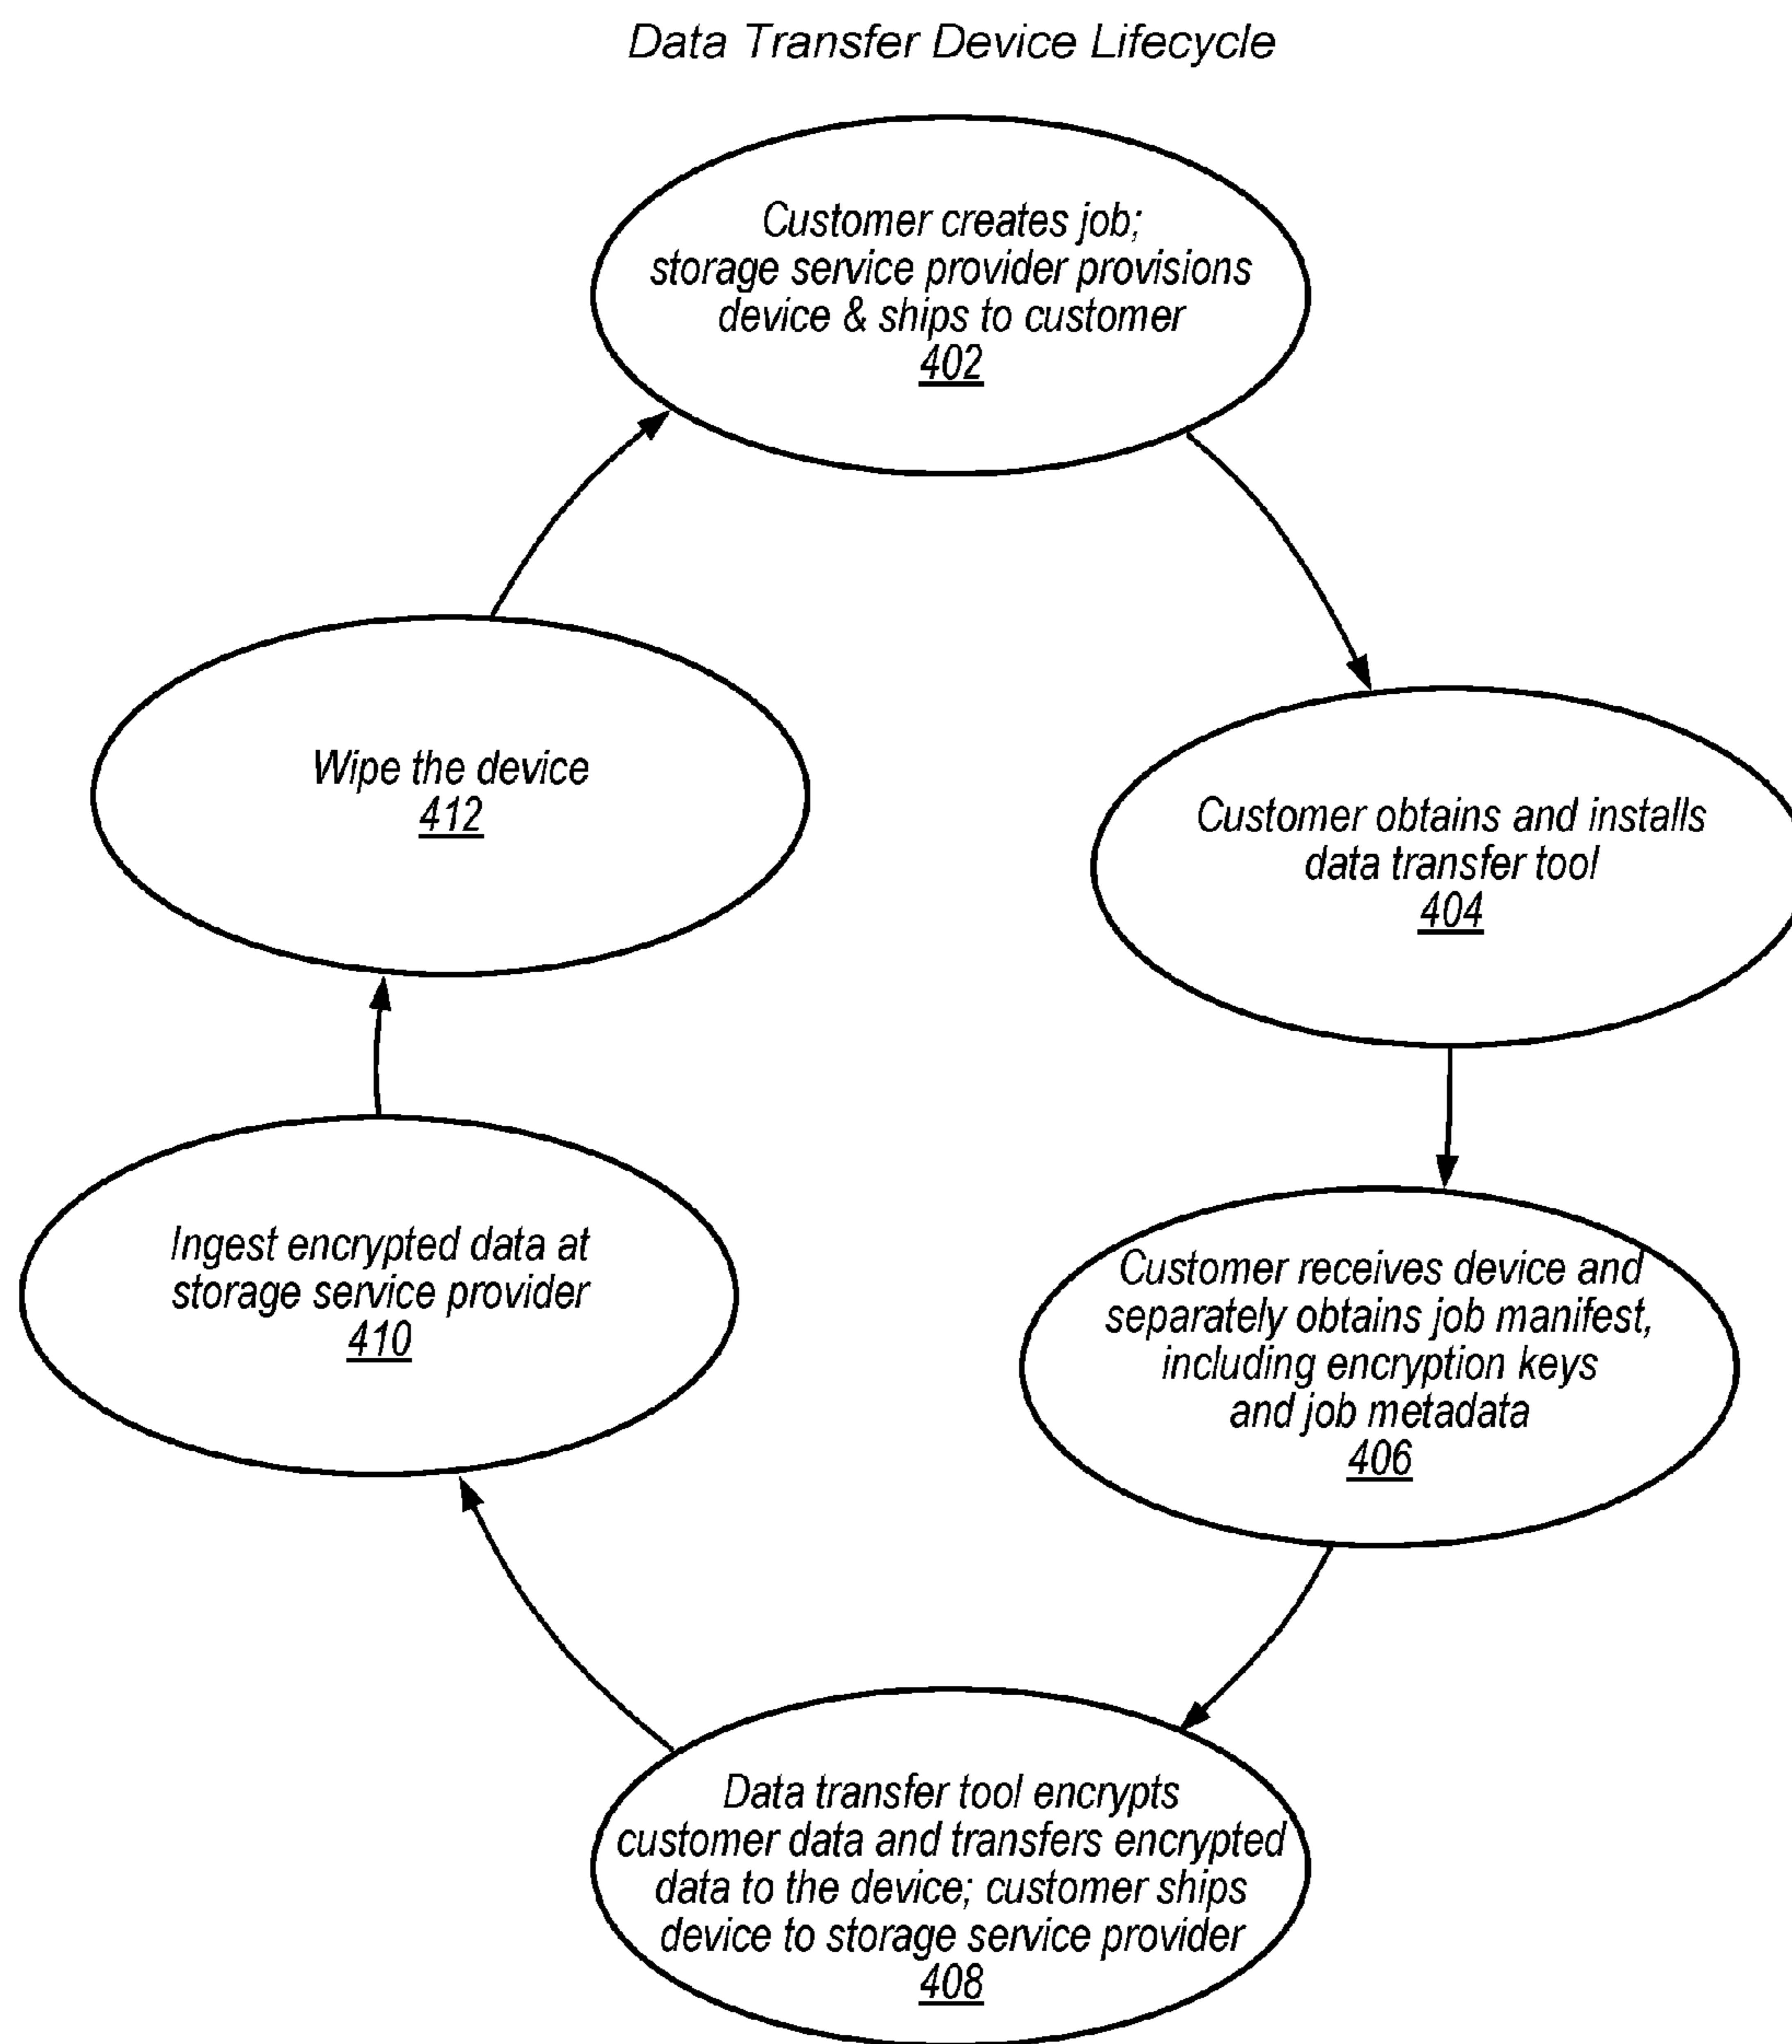 Data Transfer Device Lifecycle
Customer creates job;
storage service provider provisions
device & ships to customer
402
Customer obtains and installs
data transfer tool
404
Customer receives device and
separately obtains job manifest,
including encryption keys
and job metadata
406
Data transfer tool encrypts
customer data and transfers encrypted
data to the device; customer ships
device to storage service provider
408
Ingest encrypted data at
storage service provider
410
Wipe the device
412